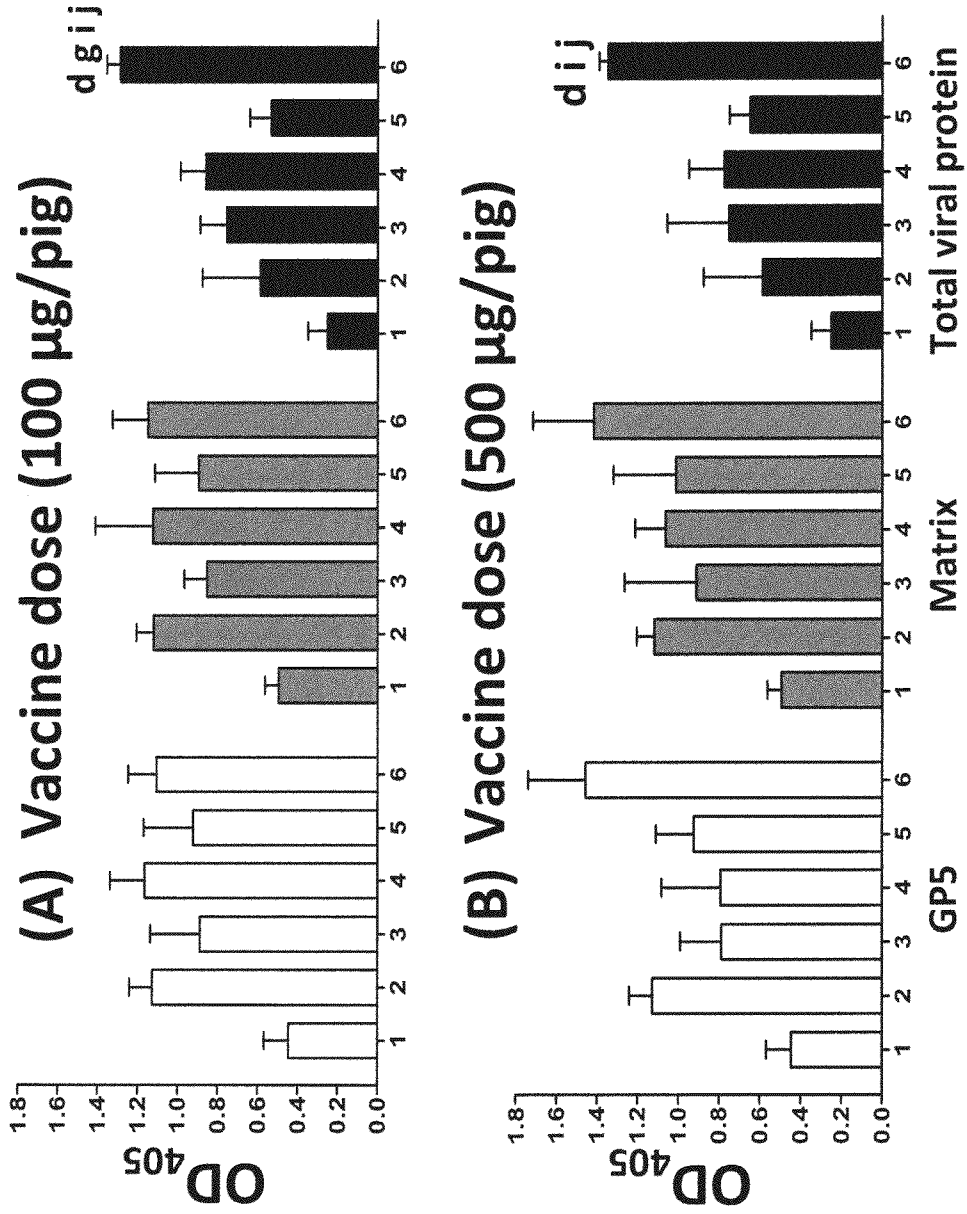 (A) Vaccine dose (100 µg/pig)
OD405
1.8
1.6
1.4
1.2
1.0
0.8
0.6
0.4
0.2
0.0
d g i j
1 2 3 4 5 6 1 2 3 4 5 6 1 2 3 4 5 6
(B) Vaccine dose (500 µg/pig)
OD405
1.8
1.6
1.4
1.2
1.0
0.8
0.6
0.4
0.2
0.0
d i j
1 2 3 4 5 6 1 2 3 4 5 6 1 2 3 4 5 6
GP5 Matrix Total viral protein